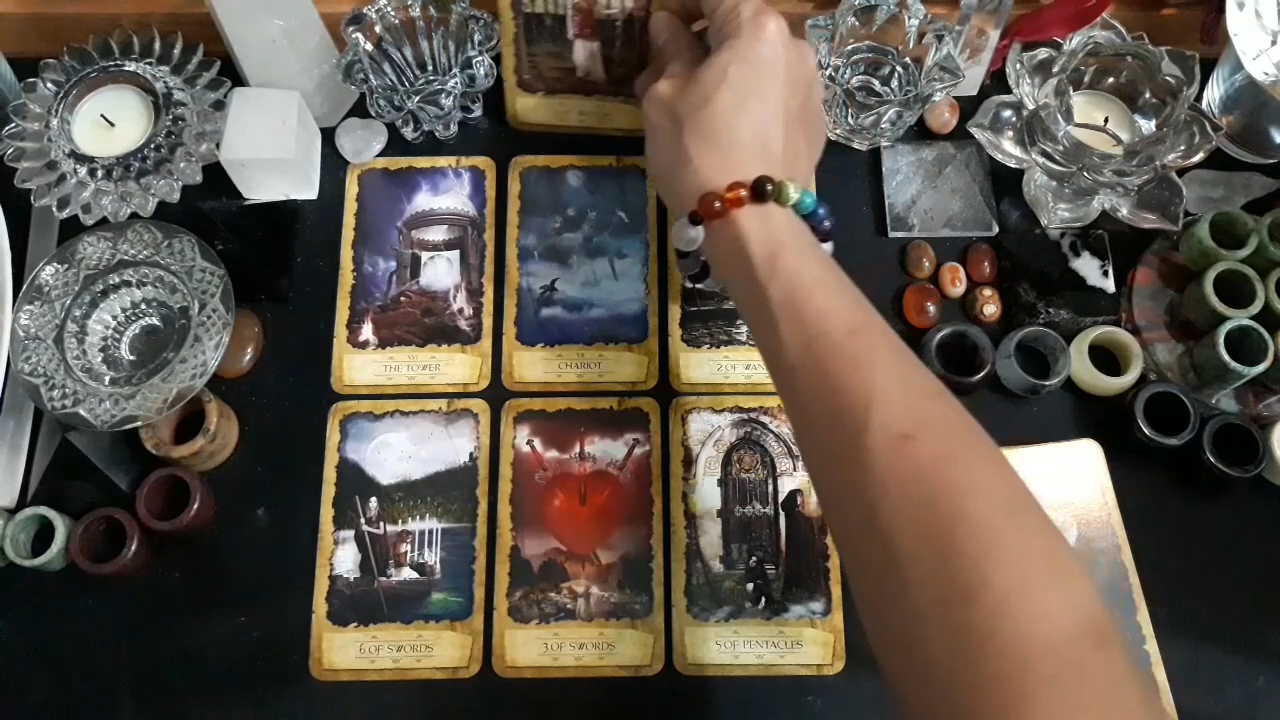 XVI
THE TOWER
VII
CHARIOT
2 OF WAN
6 OF SWORDS
3 OF SWORDS
5 OF PENTACLES